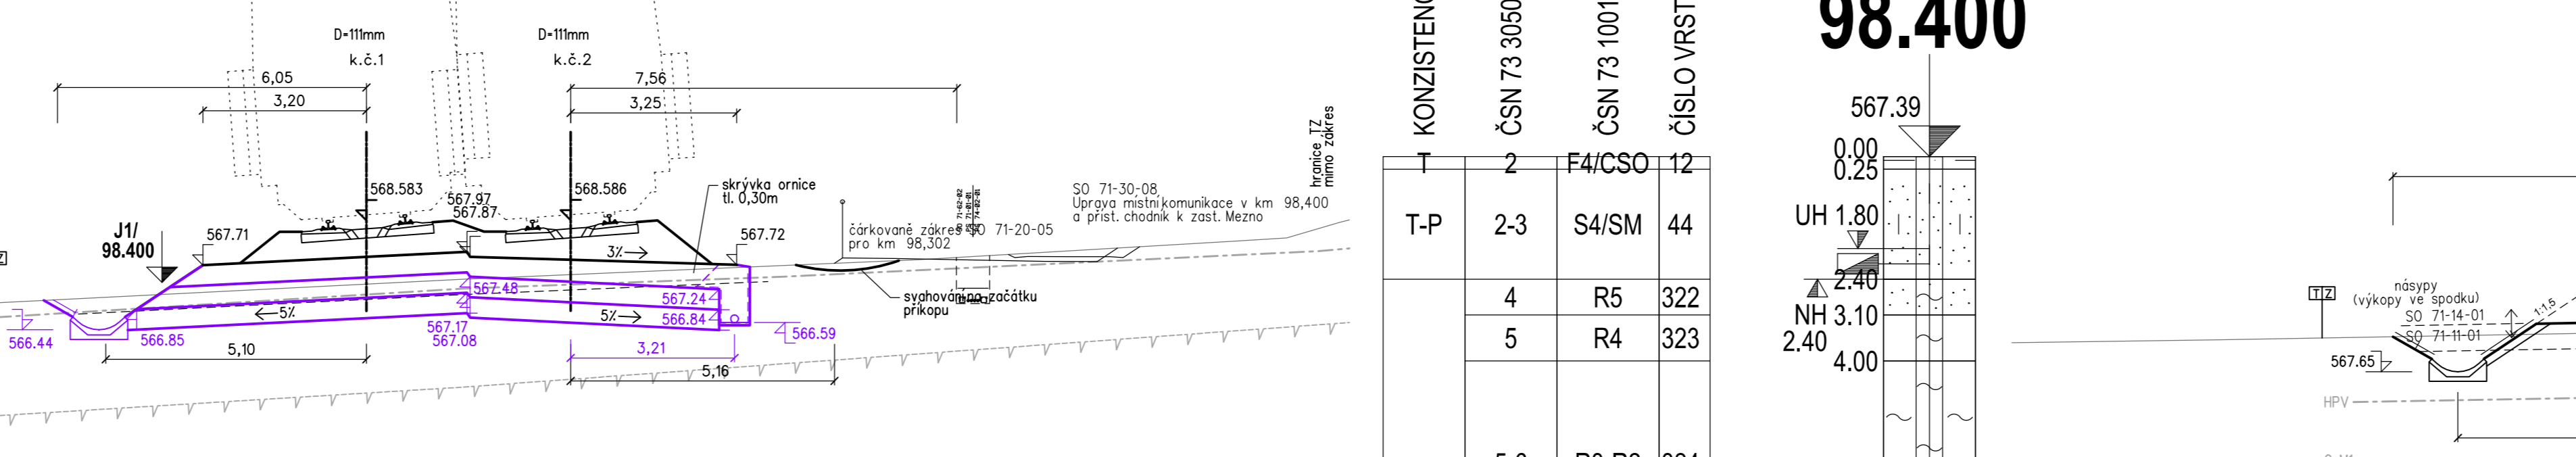 D=111mm
k.č.1
D=111mm
k.č.2
6,05
3,20
7,56
3,25
568.583
567.97
567.87
568.586
skrývka ornice
tl. 0,30m
J1/
98.400
567.71
567.72
3%
čárkovaně zákres SO 71-20-05
pro km 98,302
SO 71-30-08
Úprava místní komunikace v km 98,400
a příst. chodník k zast. Mezno
hranice TZ
mimo zákres
567.48
567.24
566.84
5%
5%
567.17
567.08
566.44
566.85
566.59
svahování na začátku
příkopu
5,10
3,21
5,16
KONZISTENC
ČSN 73 3050
ČSN 73 1001
ČÍSLO VRST
T 2 F4/CSO 12
T-P 2-3 S4/SM 44
4 R5 322
5 R4 323
98.400
567.39
0.00
0.25
UH 1.80
2.40
NH 3.10
2.40
4.00
TZ
násypy
(výkopy ve spodku)
SO 71-14-01
SO 71-11-01
1:1,5
567.65
HPV